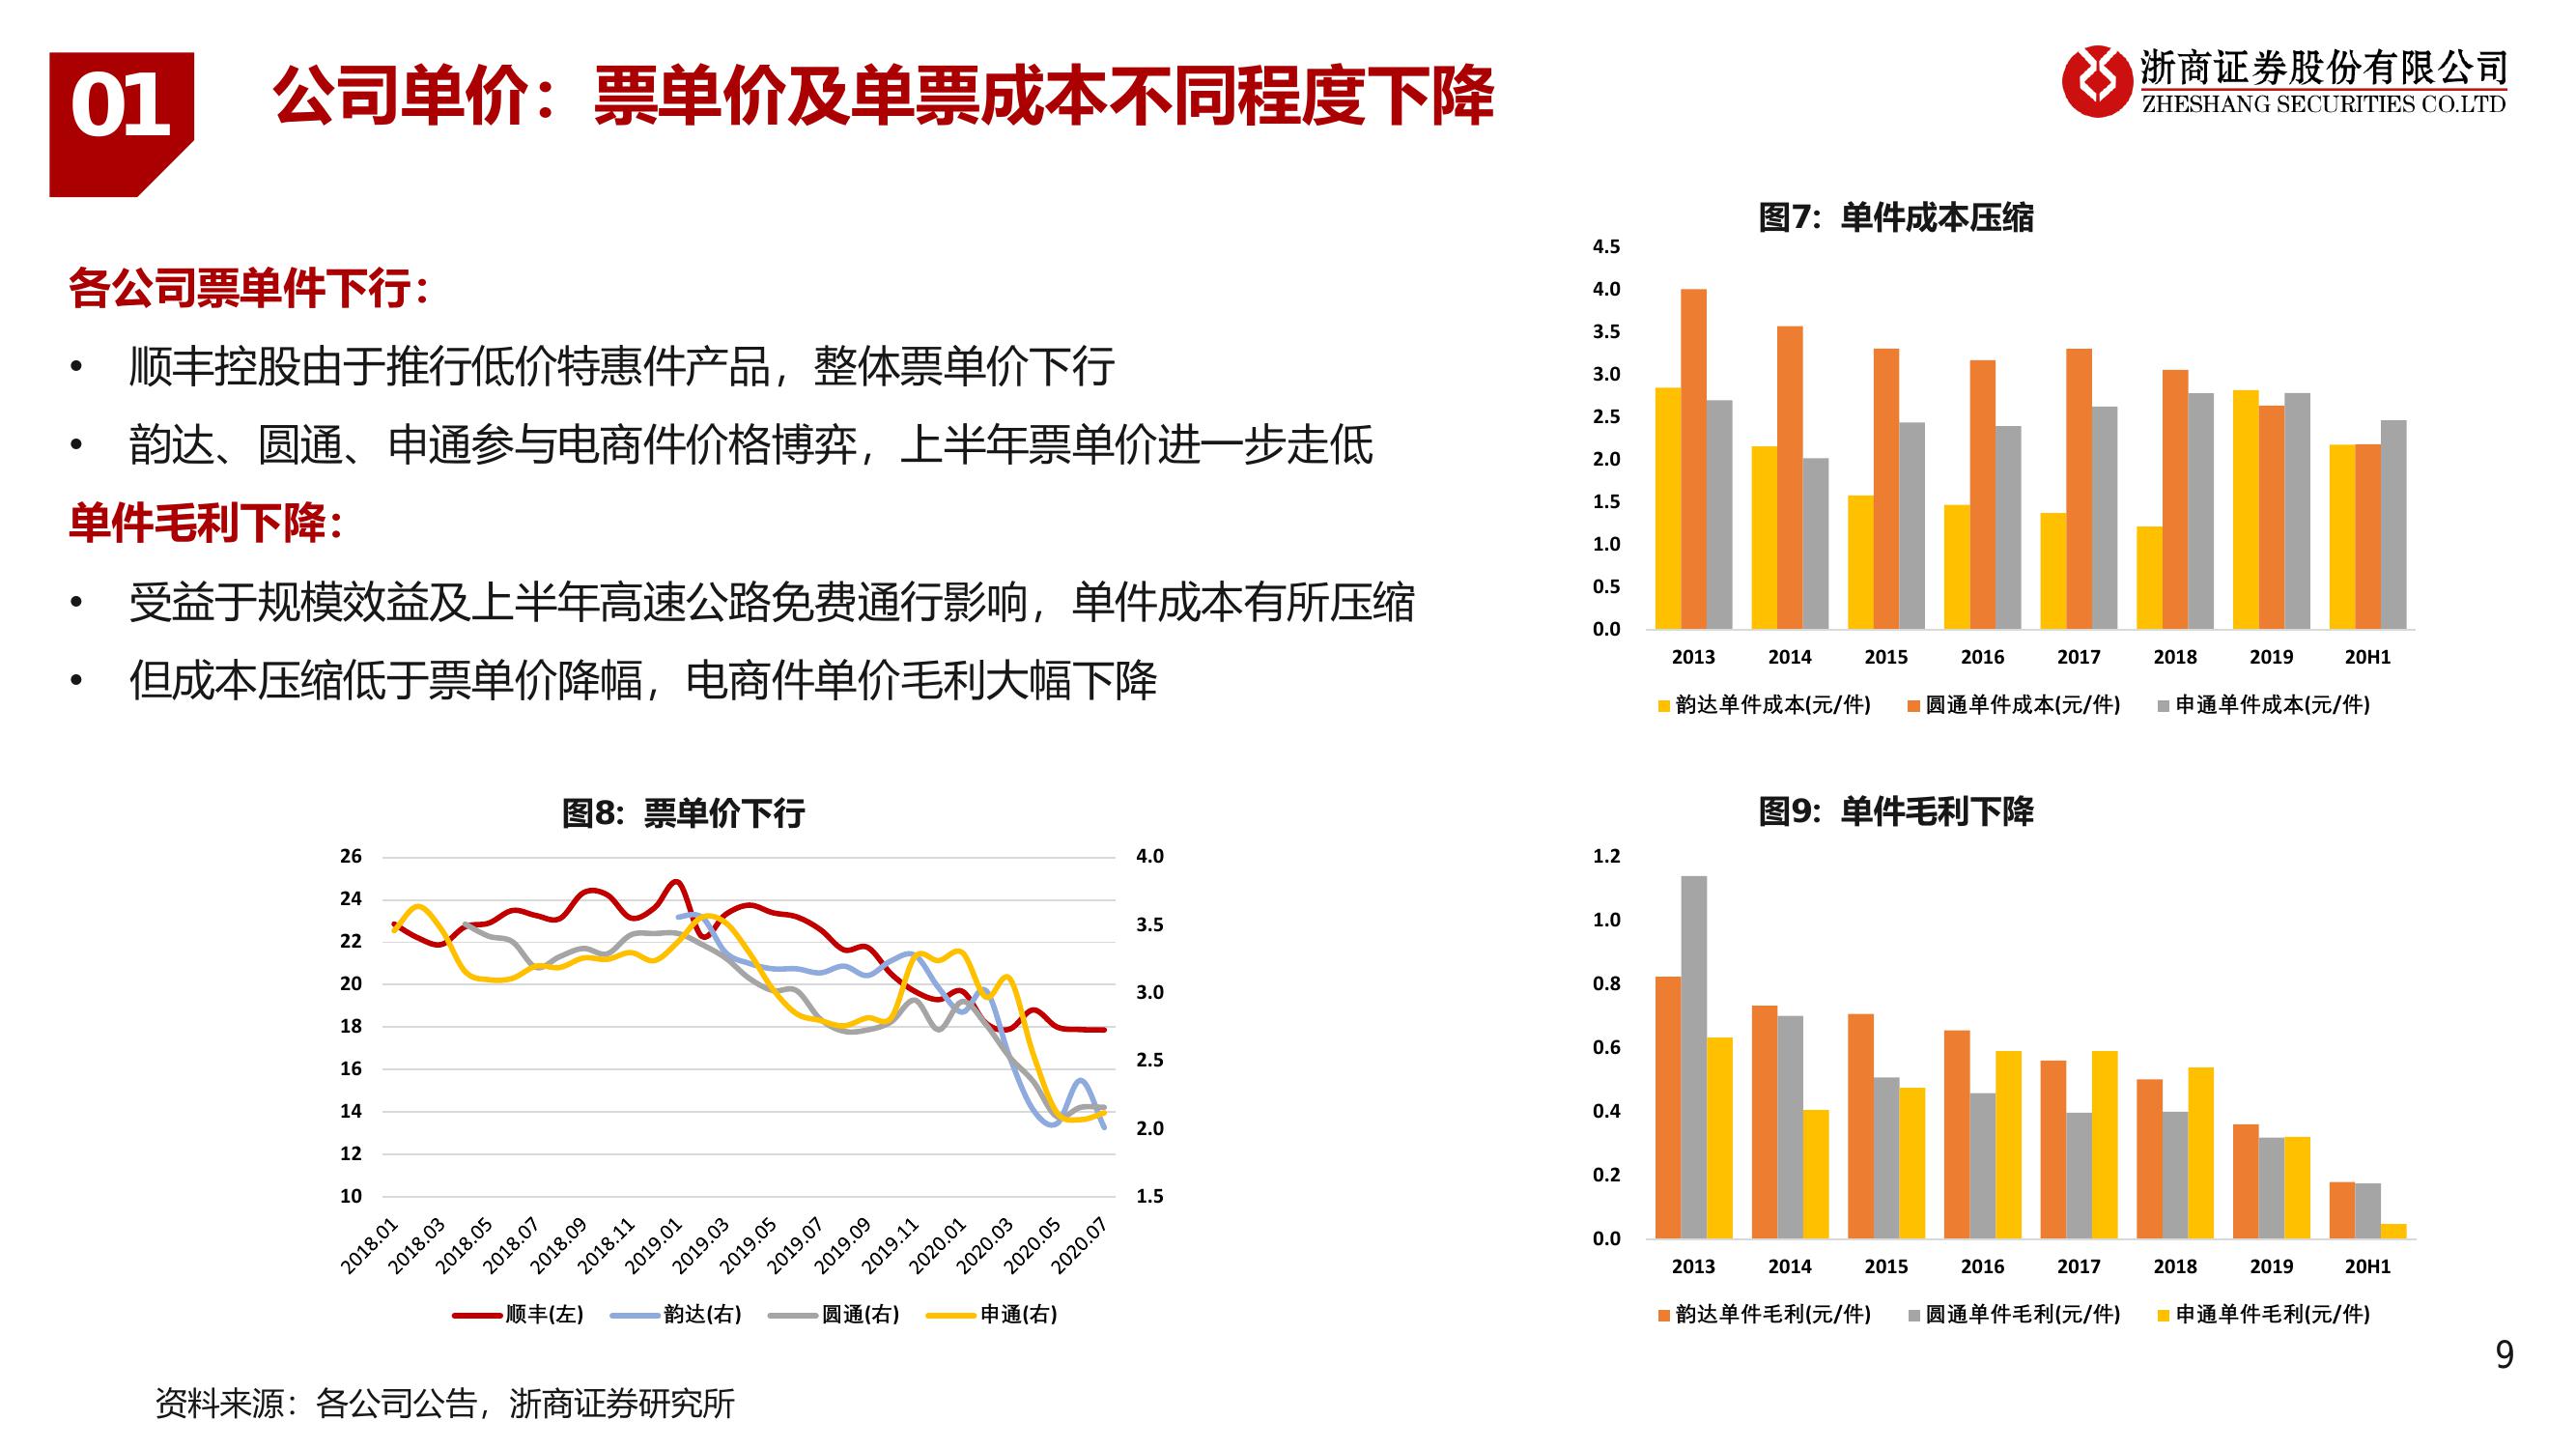 01
公司单价：票单价及单票成本不同程度下降
浙商证券股份有限公司
ZHESHANG SECURITIES CO.LTD
各公司票单件下行：
• 顺丰控股由于推行低价特惠件产品，整体票单价下行
• 韵达、圆通、申通参与电商件价格博弈，上半年票单价进一步走低
单件毛利下降：
• 受益于规模效益及上半年高速公路免费通行影响，单件成本有所压缩
• 但成本压缩低于票单价降幅，电商件单价毛利大幅下降
图7：单件成本压缩
4.5
4.0
3.5
3.0
2.5
2.0
1.5
1.0
0.5
0.0
2013 2014 2015 2016 2017 2018 2019 20H1
韵达单件成本(元/件) 圆通单件成本(元/件) 申通单件成本(元/件)
图8：票单价下行
26
24
22
20
18
16
14
12
10
4.0
3.5
3.0
2.5
2.0
1.5
2018.01 2018.03 2018.05 2018.07 2018.09 2018.11 2019.01 2019.03 2019.05 2019.07 2019.09 2019.11 2020.01 2020.03 2020.05 2020.07
顺丰(左) 韵达(右) 圆通(右) 申通(右)
图9：单件毛利下降
1.2
1.0
0.8
0.6
0.4
0.2
0.0
2013 2014 2015 2016 2017 2018 2019 20H1
韵达单件毛利(元/件) 圆通单件毛利(元/件) 申通单件毛利(元/件)
9
资料来源：各公司公告，浙商证券研究所